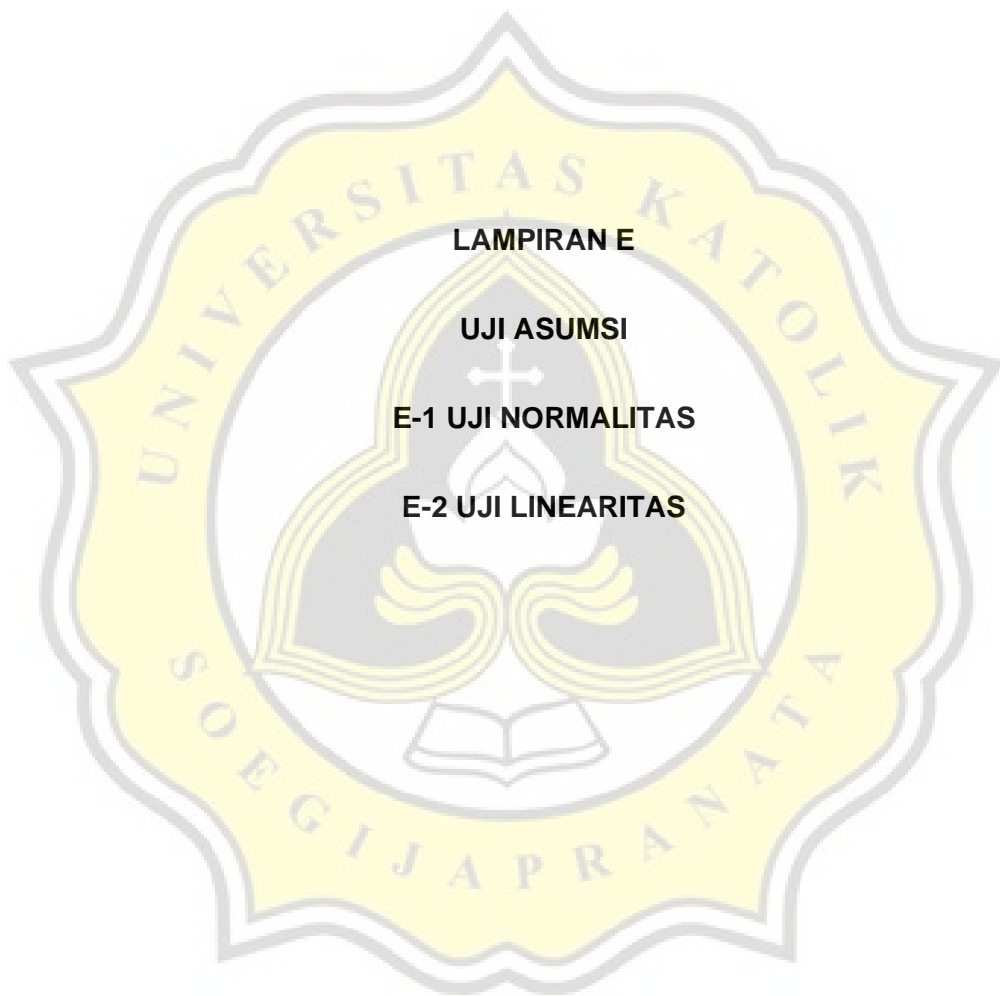 UNIVERSITAS KATOLIK
LAMPIRAN E
UJI ASUMSI
E-1 UJI NORMALITAS
E-2 UJI LINEARITAS
SOEGIJAPRANATA